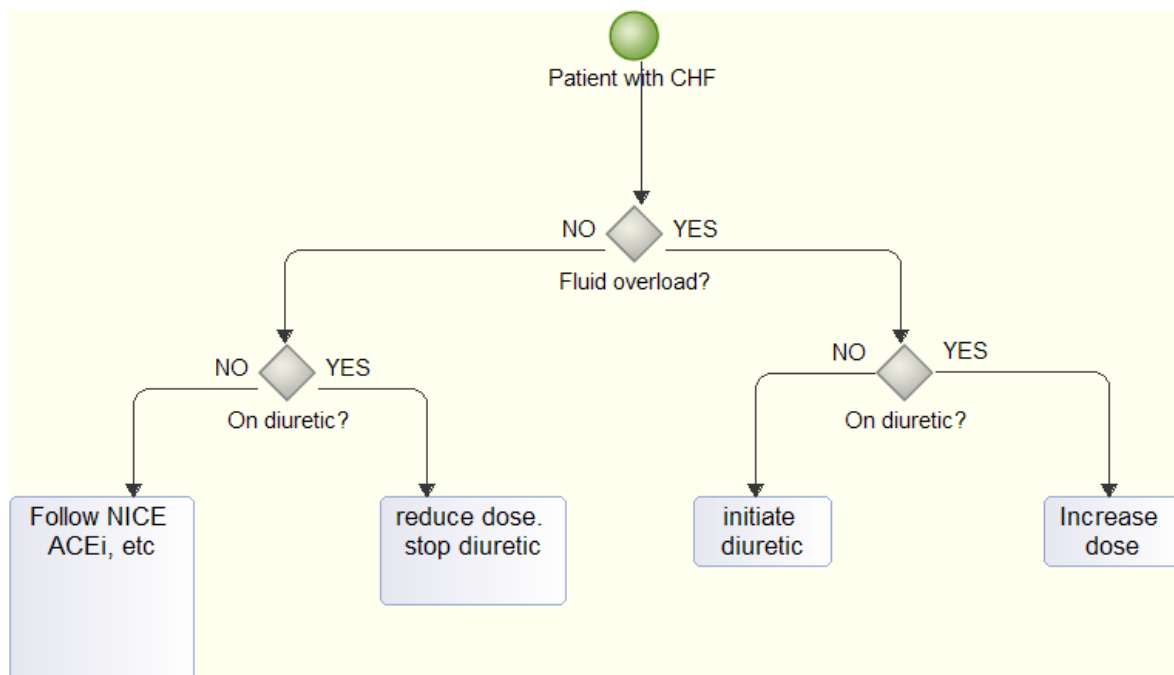 Patient with CHF
NO
YES
Fluid overload?
NO
YES
On diuretic?
NO
YES
On diuretic?
Follow NICE
ACEi, etc
reduce dose.
stop diuretic
initiate
diuretic
Increase
dose